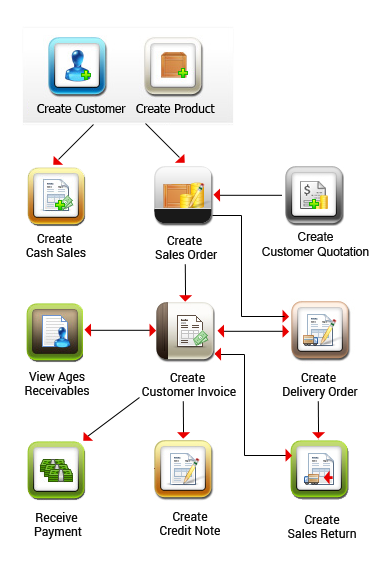 Create Customer
Create Product
Create
Cash Sales
Create
Sales Order
Create
Customer Quotation
View Ages
Receivables
Create
Customer Invoice
Create
Delivery Order
Receive
Payment
Create
Credit Note
Create
Sales Return